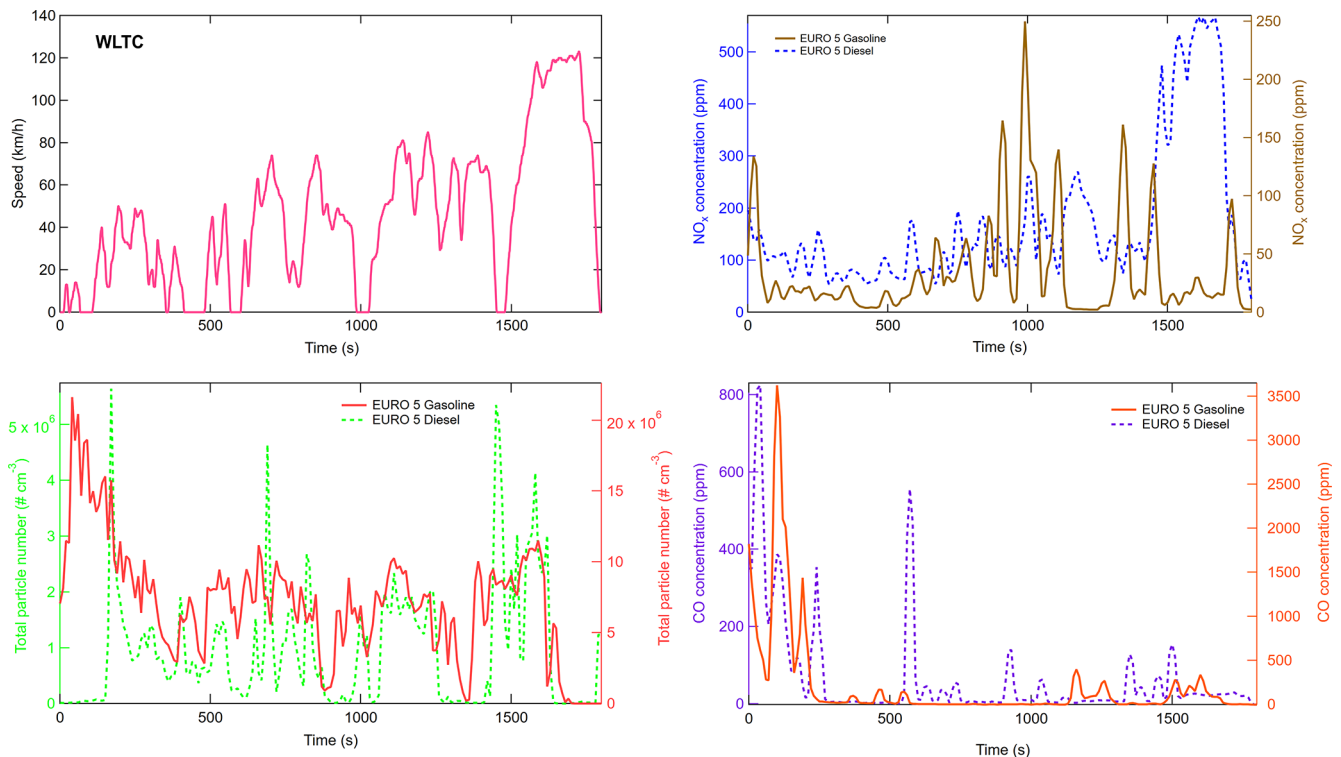 WLTC
Speed (km/h)
140
120
100
80
60
40
20
0
0
500
1000
1500
Time (s)
EURO 5 Gasoline
EURO 5 Diesel
NOx concentration (ppm)
500
400
300
200
100
0
NOx concentration (ppm)
250
200
150
100
50
0
0
500
1000
1500
Time (s)
EURO 5 Gasoline
EURO 5 Diesel
Total particle number (# cm⁻³)
5 x 10⁶
4
3
2
1
0
Total particle number (# cm⁻³)
20 x 10⁶
15
10
5
0
0
500
1000
1500
Time (s)
EURO 5 Gasoline
EURO 5 Diesel
CO concentration (ppm)
800
600
400
200
0
CO concentration (ppm)
3500
3000
2500
2000
1500
1000
500
0
0
500
1000
1500
Time (s)